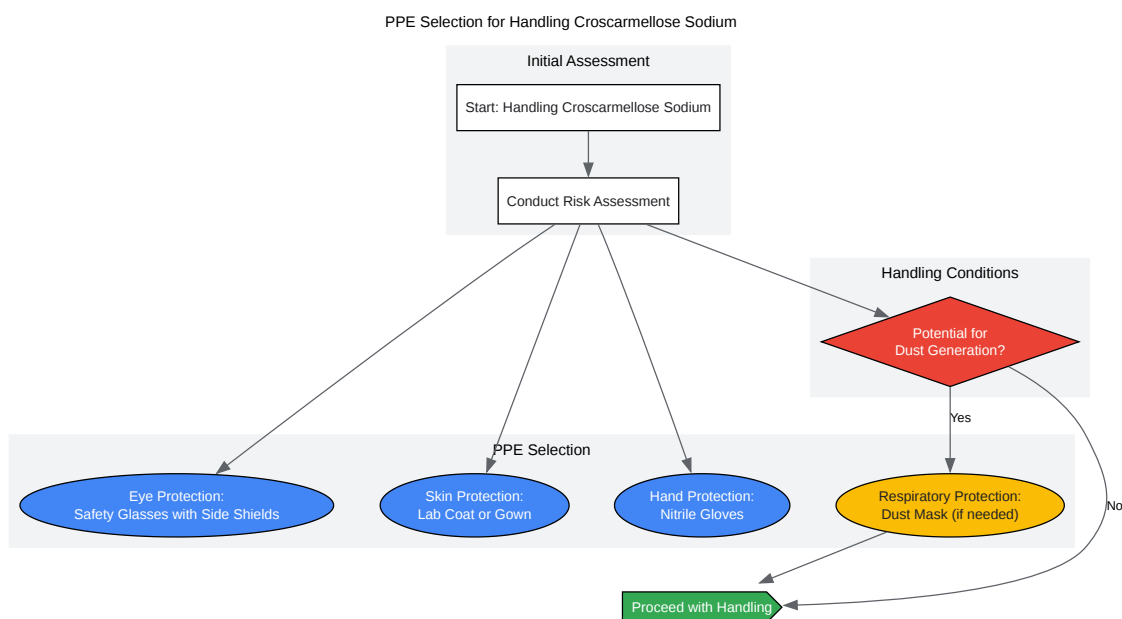 PPE Selection for Handling Croscarmellose Sodium
Initial Assessment
Start: Handling Croscarmellose Sodium
Conduct Risk Assessment
Handling Conditions
Potential for
Dust Generation?
Yes
No
PPE Selection
Eye Protection:
Safety Glasses with Side Shields
Skin Protection:
Lab Coat or Gown
Hand Protection:
Nitrile Gloves
Respiratory Protection:
Dust Mask (if needed)
Proceed with Handling